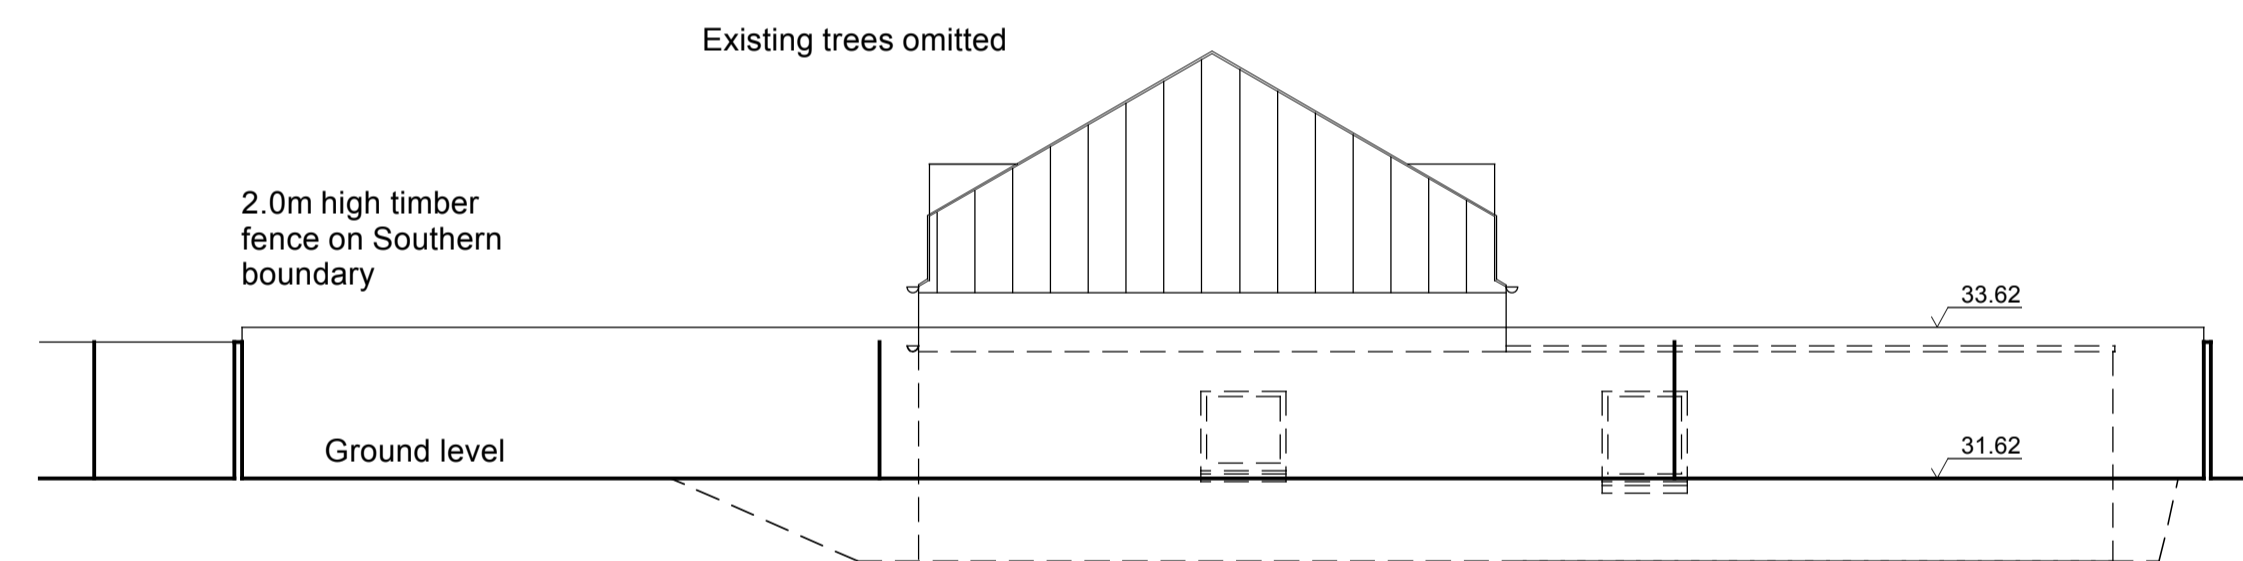 Existing trees omitted
2.0m high timber
fence on Southern
boundary
33.62
Ground level
31.62